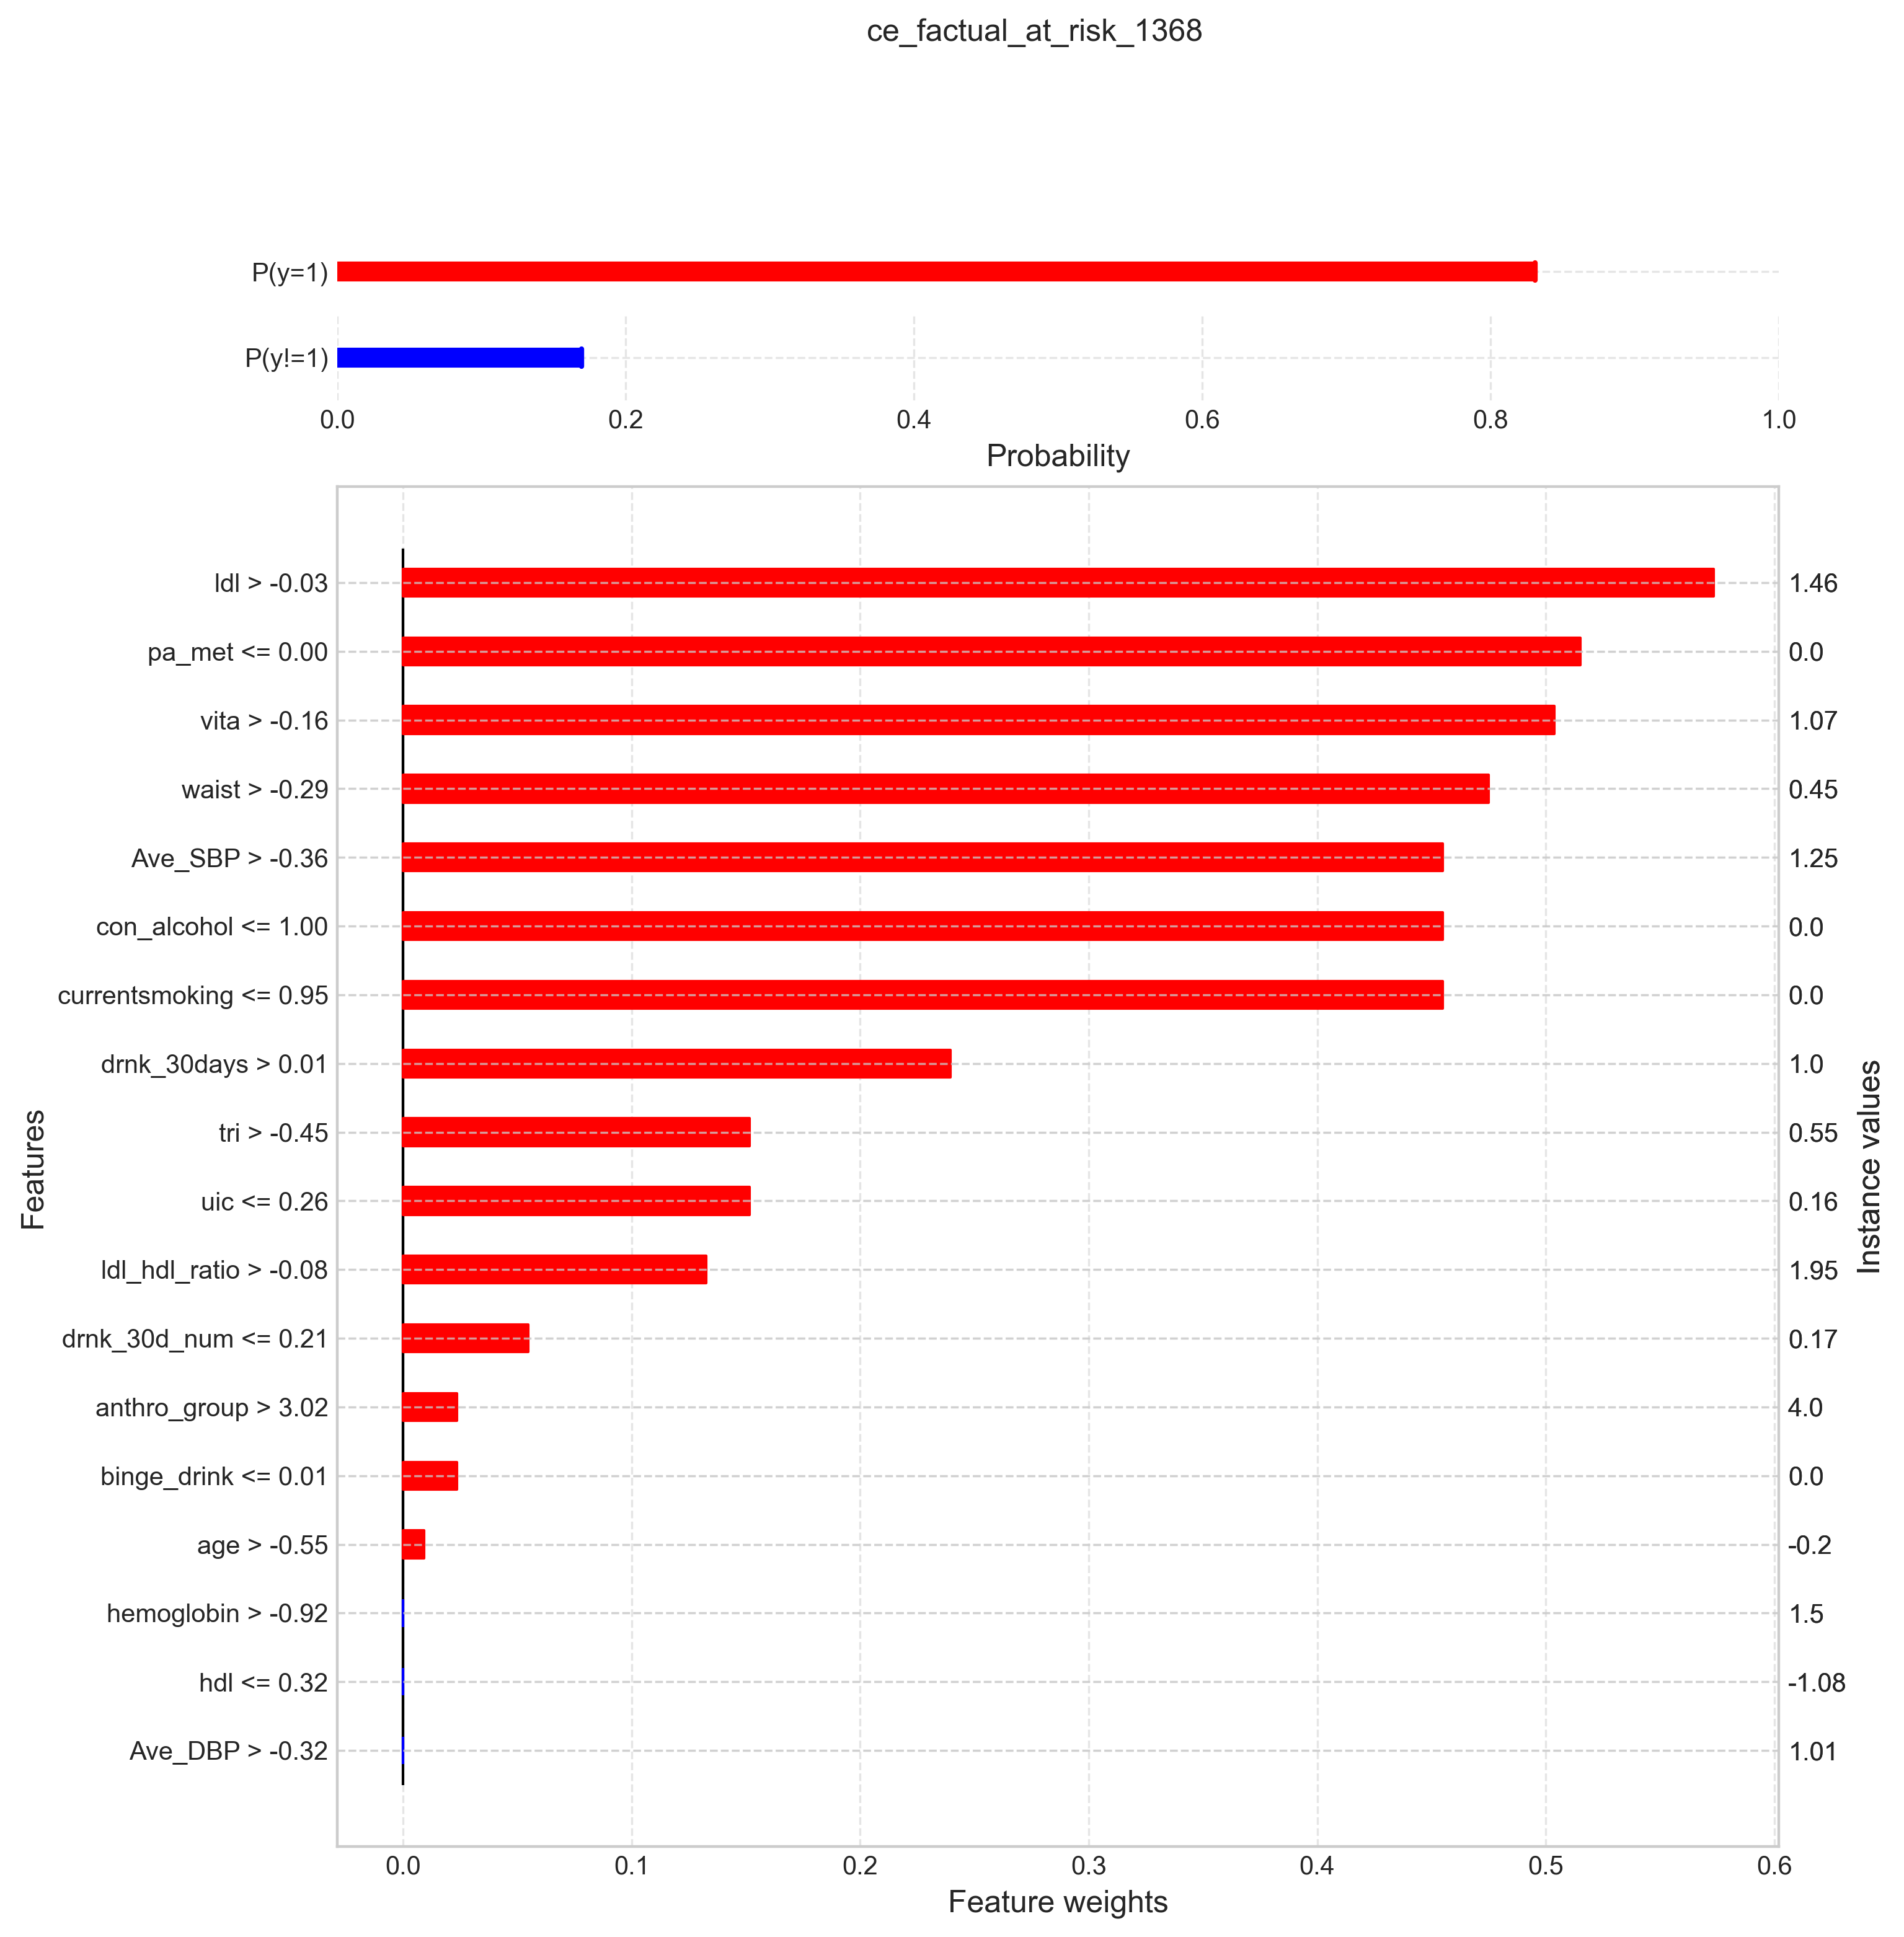 ce_factual_at_risk_1368
P(y=1)
P(y!=1)
0.0 0.2 0.4 0.6 0.8 1.0
Probability
ldl > -0.03 1.46
pa_met <= 0.00 0.0
vita > -0.16 1.07
waist > -0.29 0.45
Ave_SBP > -0.36 1.25
con_alcohol <= 1.00 0.0
currentsmoking <= 0.95 0.0
drnk_30days > 0.01 1.0
tri > -0.45 0.55
uic <= 0.26 0.16
ldl_hdl_ratio > -0.08 1.95
drnk_30d_num <= 0.21 0.17
anthro_group > 3.02 4.0
binge_drink <= 0.01 0.0
age > -0.55 -0.2
hemoglobin > -0.92 1.5
hdl <= 0.32 -1.08
Ave_DBP > -0.32 1.01
Features
Instance values
0.0 0.1 0.2 0.3 0.4 0.5 0.6
Feature weights